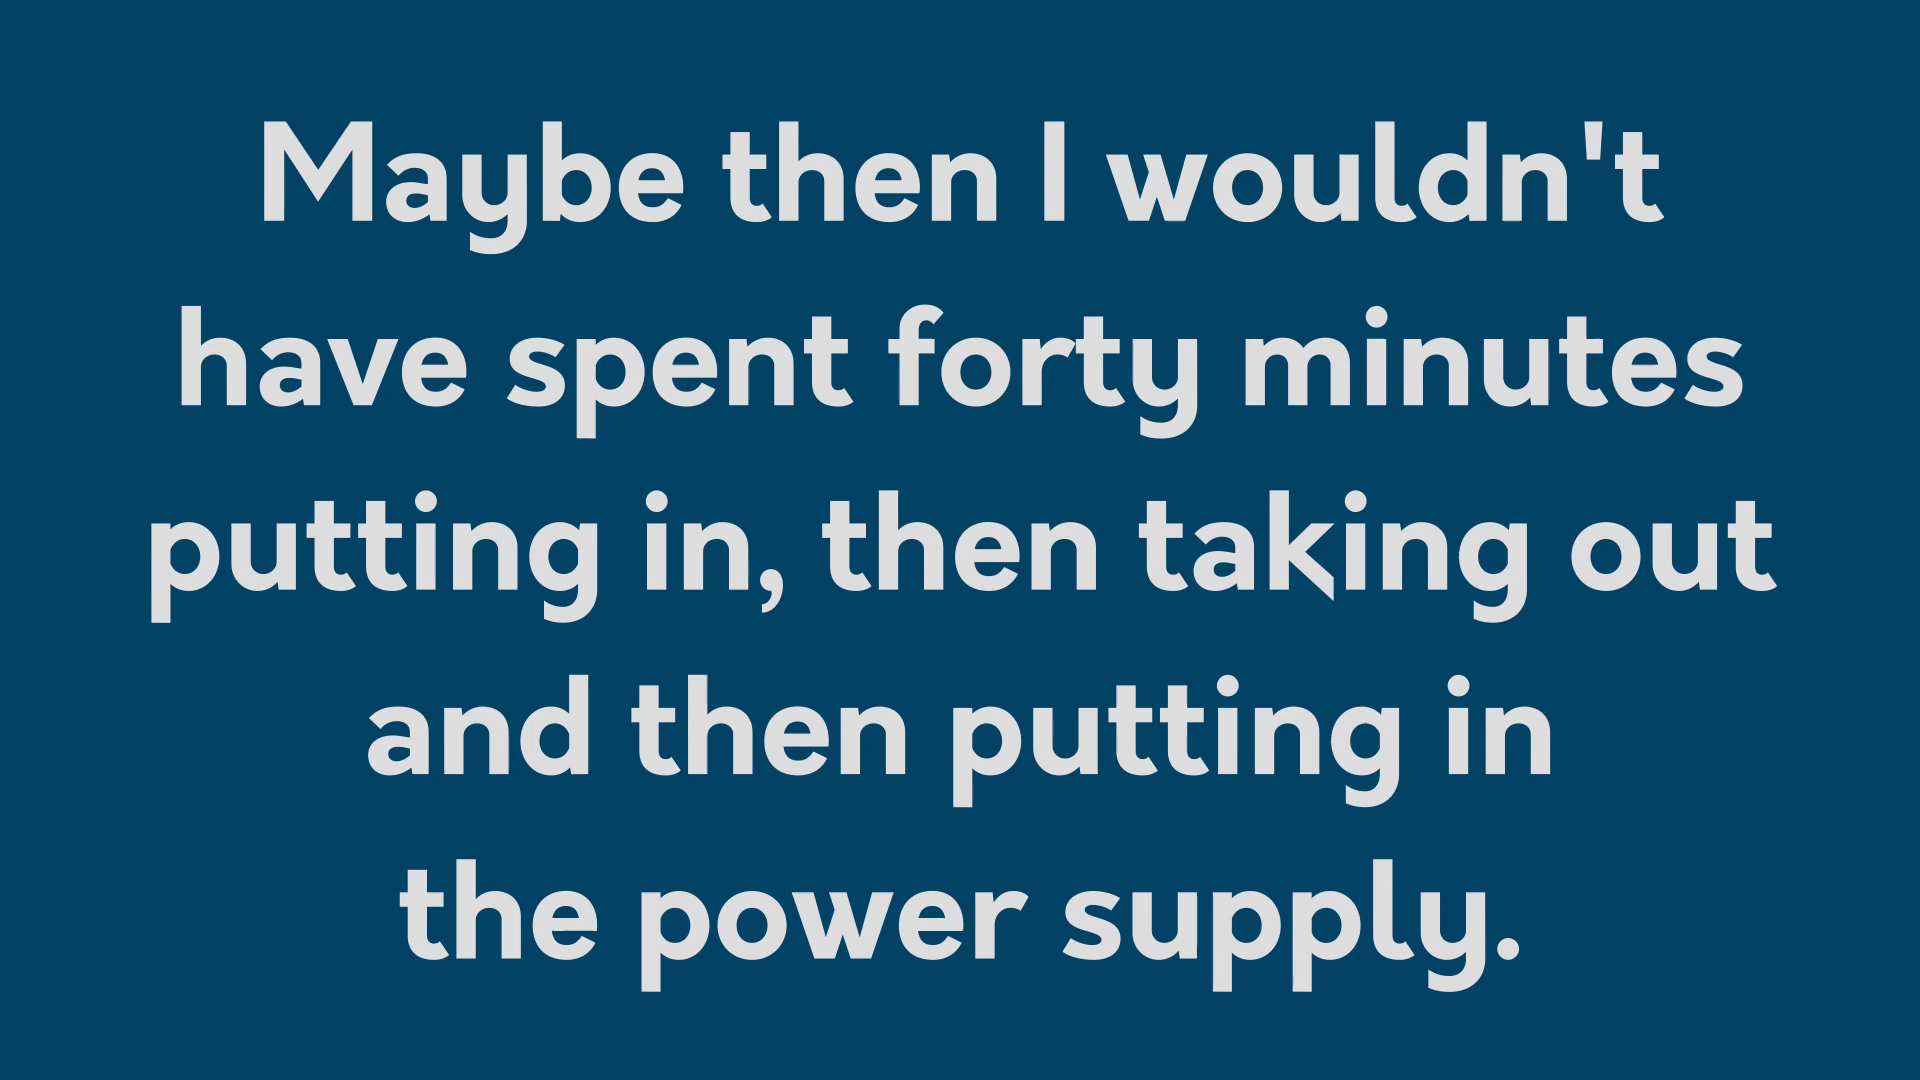 Maybe then I wouldn't
have spent forty minutes
putting in, then taking out
and then putting in
the power supply.